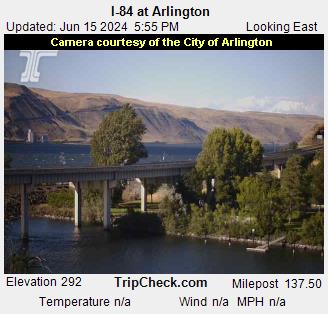 I-84 at Arlington
Updated: Jun 15 2024 5:55 PM Looking East
Camera courtesy of the City of Arlington
Elevation 292 TripCheck.com Milepost 137.50
Temperature n/a Wind n/a MPH n/a